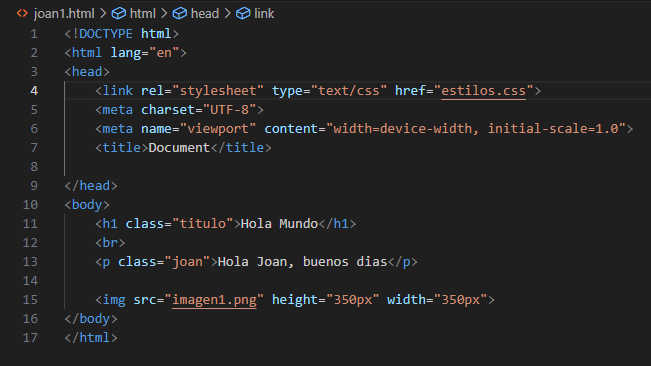 joan1.html > html > head > link
1 <!DOCTYPE html>
2 <html lang="en">
3 <head>
4 <link rel="stylesheet" type="text/css" href="estilos.css">
5 <meta charset="UTF-8">
6 <meta name="viewport" content="width=device-width, initial-scale=1.0">
7 <title>Document</title>
8
9 </head>
10 <body>
11 <h1 class="titulo">Hola Mundo</h1>
12 <br>
13 <p class="joan">Hola Joan, buenos dias</p>
14
15 <img src="imagen1.png" height="350px" width="350px">
16 </body>
17 </html>